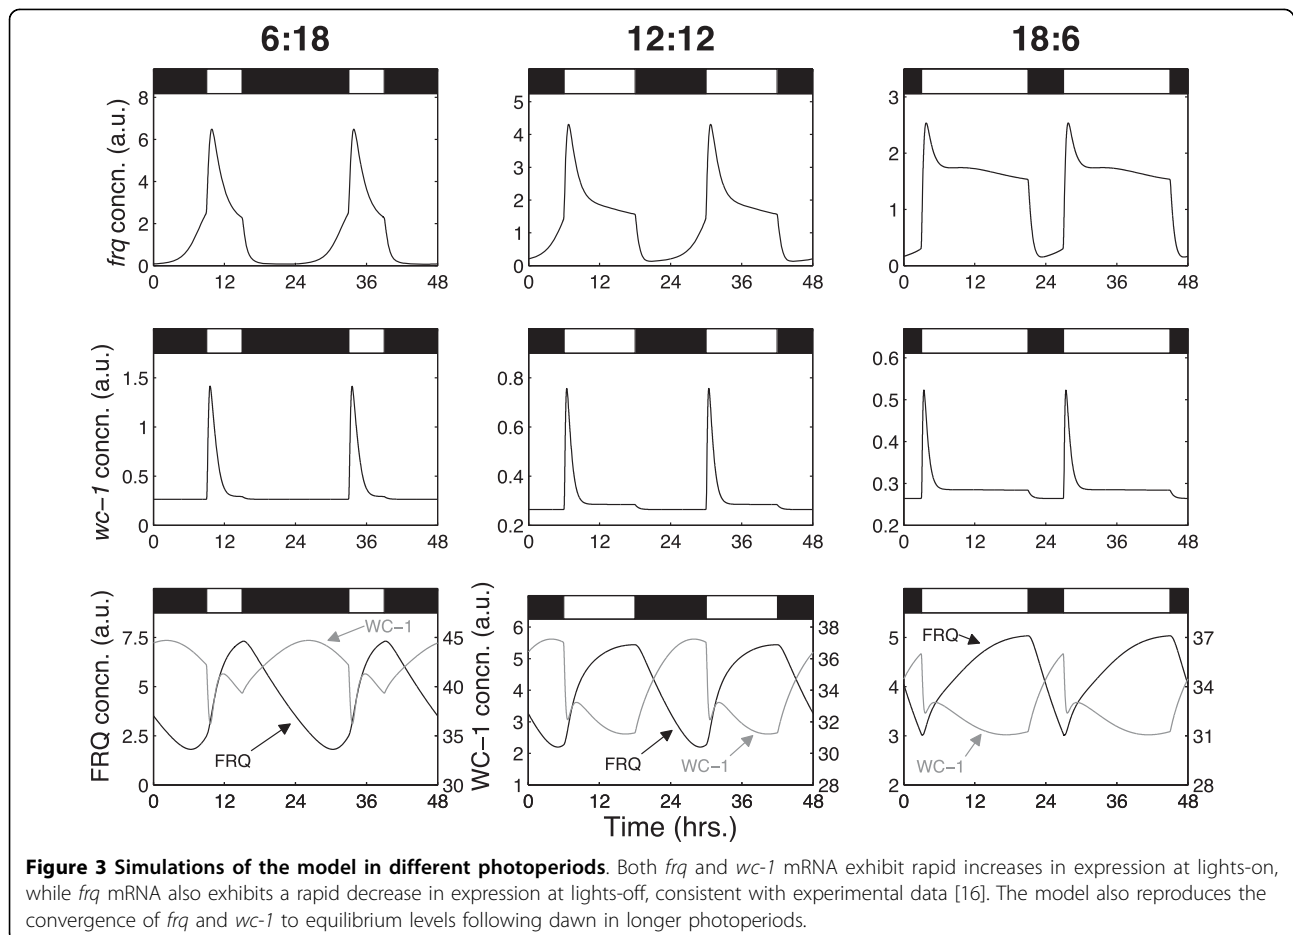 6:18
12:12
18:6
frq concn. (a.u.)
8
6
4
2
0
0 12 24 36 48
5
4
3
2
1
0
0 12 24 36 48
3
2
1
0
0 12 24 36 48
wc−1 concn. (a.u.)
1.5
1
0.5
0
0 12 24 36 48
0.8
0.6
0.4
0.2
0 12 24 36 48
0.6
0.5
0.4
0.3
0.2
0 12 24 36 48
FRQ concn. (a.u.)
7.5
5
2.5
0
WC−1
FRQ
45
40
35
30
0 12 24 36 48
WC−1 concn. (a.u.)
6
5
4
3
2
1
FRQ
WC−1
38
36
34
32
30
28
0 12 24 36 48
5
4
3
2
FRQ
WC−1
37
34
31
28
0 12 24 36 48
Time (hrs.)
Figure 3 Simulations of the model in different photoperiods. Both frq and wc-1 mRNA exhibit rapid increases in expression at lights-on,
while frq mRNA also exhibits a rapid decrease in expression at lights-off, consistent with experimental data [16]. The model also reproduces the
convergence of frq and wc-1 to equilibrium levels following dawn in longer photoperiods.